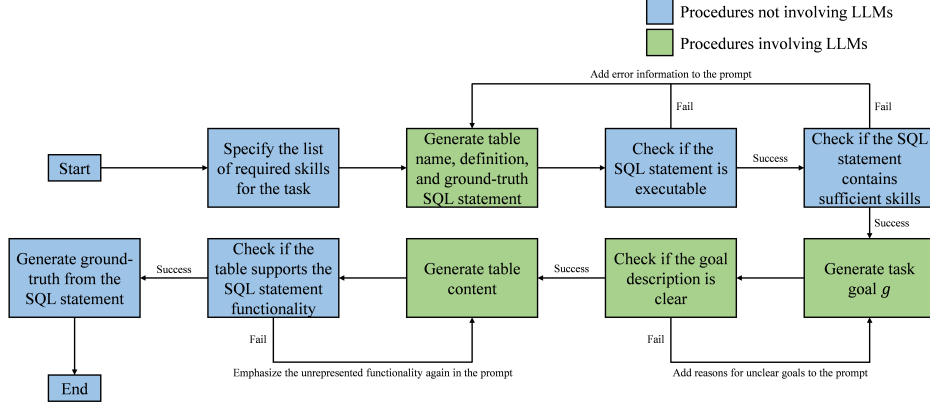 Procedures not involving LLMs
Procedures involving LLMs
Add error information to the prompt
Fail
Fail
Start
Specify the list
of required skills
for the task
Generate table
name, definition,
and ground-truth
SQL statement
Check if the
SQL statement is
executable
Success
Check if the SQL
statement
contains
sufficient skills
Success
Generate ground-
truth from the
SQL statement
Success
Check if the
table supports the
SQL statement
functionality
Generate table
content
Success
Check if the goal
description is
clear
Generate task
goal g
Fail
Emphasize the unrepresented functionality again in the prompt
Fail
Add reasons for unclear goals to the prompt
End